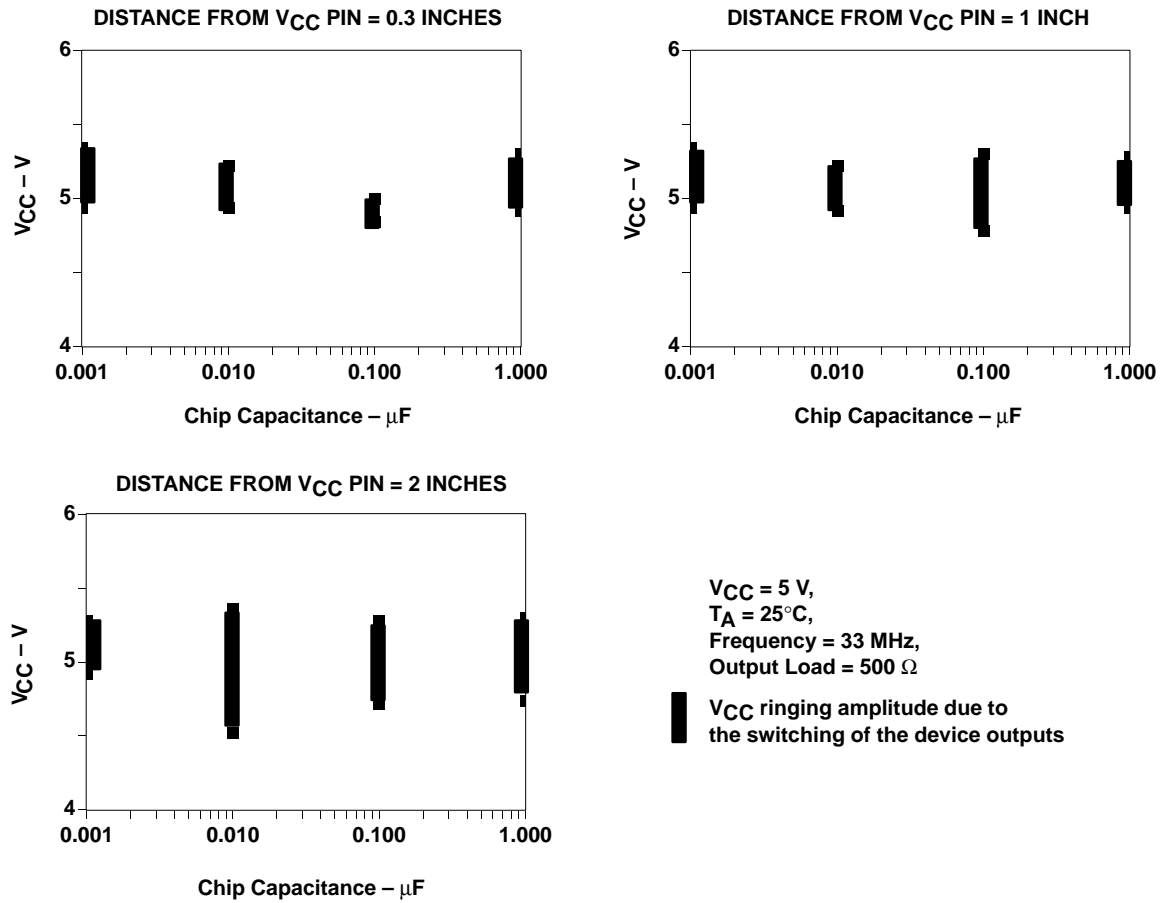 DISTANCE FROM VCC PIN = 0.3 INCHES
6
5
4
VCC – V
0.001
0.010
0.100
1.000
Chip Capacitance – μF
DISTANCE FROM VCC PIN = 1 INCH
6
5
4
VCC – V
0.001
0.010
0.100
1.000
Chip Capacitance – μF
DISTANCE FROM VCC PIN = 2 INCHES
6
5
4
VCC – V
0.001
0.010
0.100
1.000
Chip Capacitance – μF
VCC = 5 V,
TA = 25°C,
Frequency = 33 MHz,
Output Load = 500 Ω
VCC ringing amplitude due to
the switching of the device outputs